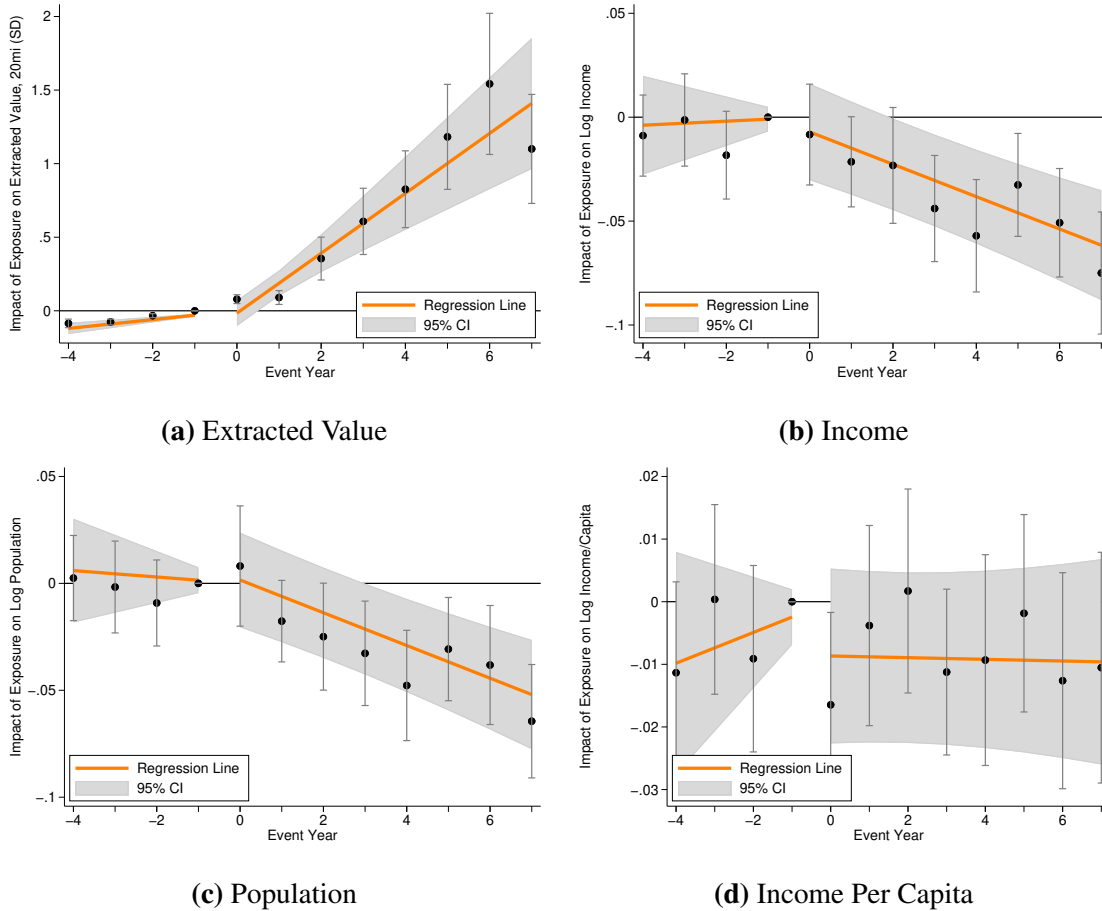 Impact of Exposure on Extracted Value, 20mi (SD)
2
1.5
1
.5
0
-4 -2 0 2 4 6
Event Year
Regression Line
95% CI
(a) Extracted Value
Impact of Exposure on Log Income
.05
0
-.05
-.1
-4 -2 0 2 4 6
Event Year
Regression Line
95% CI
(b) Income
Impact of Exposure on Log Population
.05
0
-.05
-.1
-4 -2 0 2 4 6
Event Year
Regression Line
95% CI
(c) Population
Impact of Exposure on Log Income/Capita
.02
.01
0
-.01
-.02
-.03
-4 -2 0 2 4 6
Event Year
Regression Line
95% CI
(d) Income Per Capita